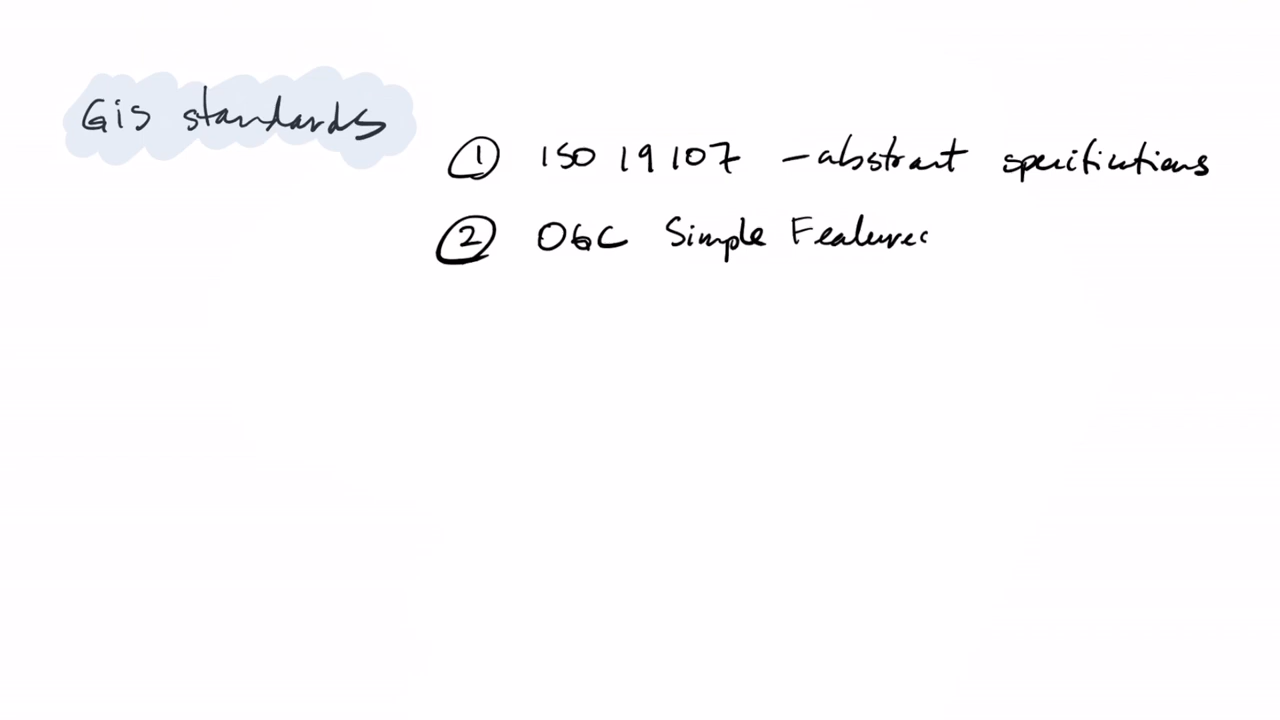 GiS standards
① ISO 19107 - abstract specifications
② OGC Simple Features